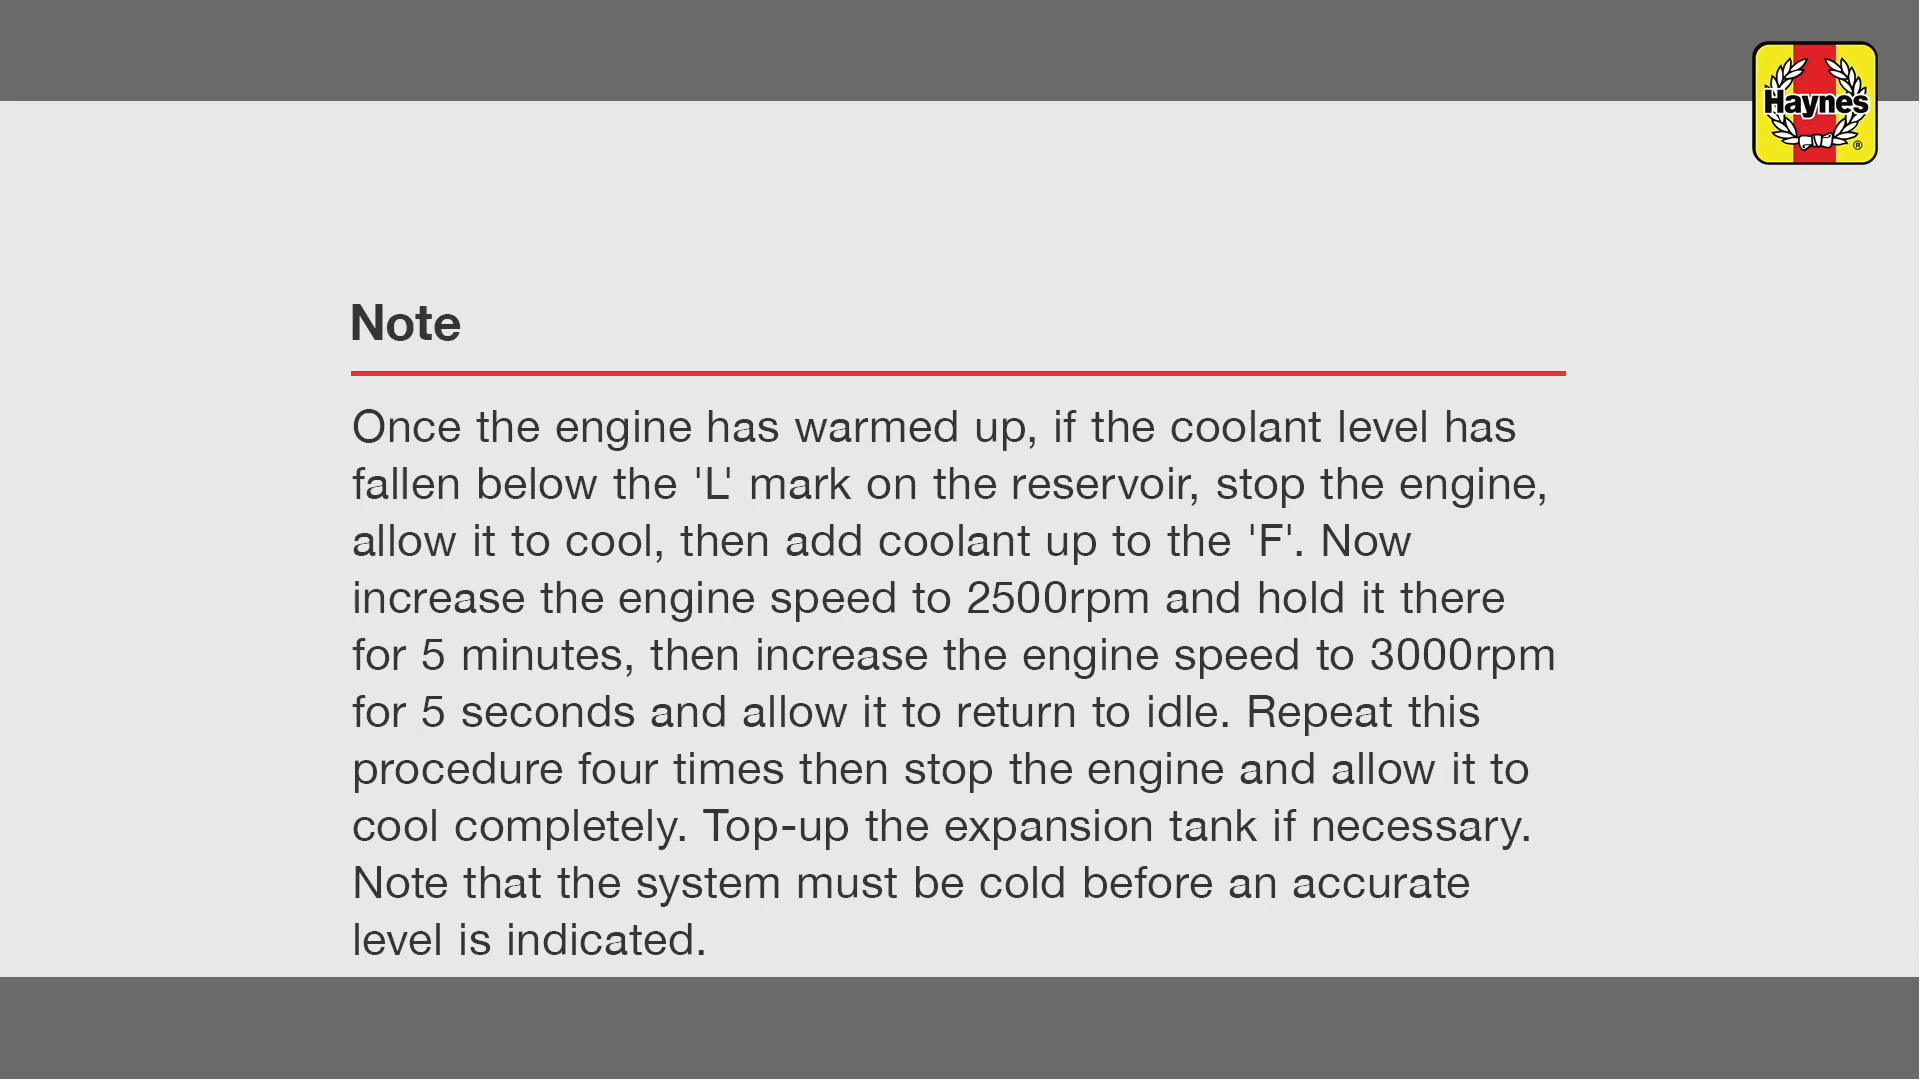 Haynes
®
Note
Once the engine has warmed up, if the coolant level has
fallen below the 'L' mark on the reservoir, stop the engine,
allow it to cool, then add coolant up to the 'F'. Now
increase the engine speed to 2500rpm and hold it there
for 5 minutes, then increase the engine speed to 3000rpm
for 5 seconds and allow it to return to idle. Repeat this
procedure four times then stop the engine and allow it to
cool completely. Top-up the expansion tank if necessary.
Note that the system must be cold before an accurate
level is indicated.